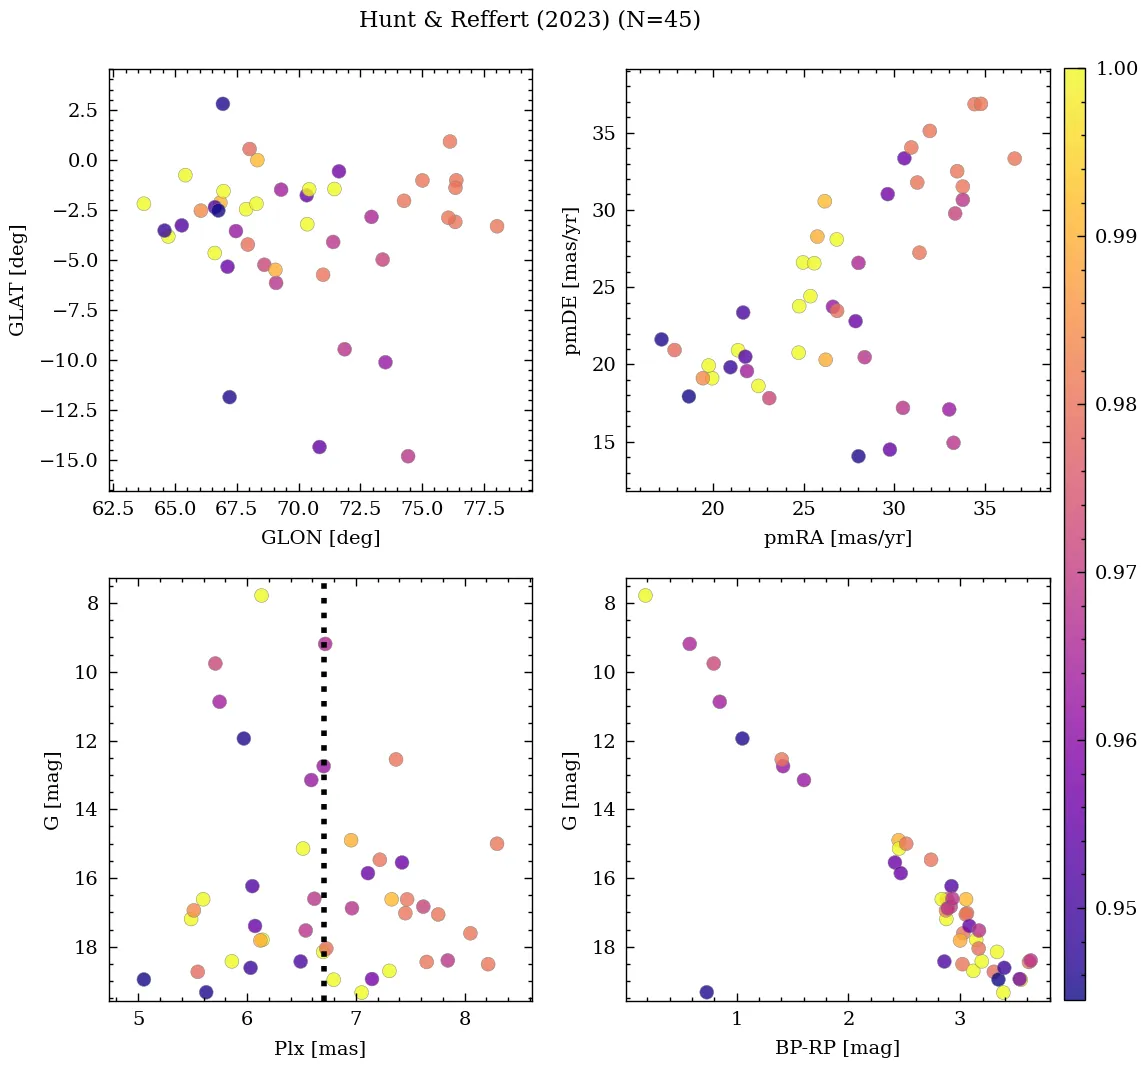 Hunt & Reffert (2023) (N=45)
2.5
0.0
−2.5
−5.0
−7.5
−10.0
−12.5
−15.0
GLAT [deg]
62.5 65.0 67.5 70.0 72.5 75.0 77.5
GLON [deg]
35
30
25
20
15
pmDE [mas/yr]
20 25 30 35
pmRA [mas/yr]
1.00
0.99
0.98
0.97
0.96
0.95
8
10
12
14
16
18
G [mag]
5 6 7 8
Plx [mas]
8
10
12
14
16
18
G [mag]
1 2 3
BP-RP [mag]